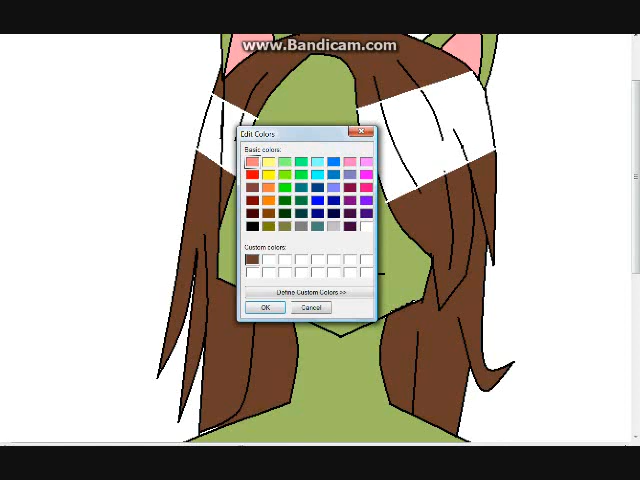 www.Bandicam.com
Edit Colors
Basic colors:
Custom colors:
Define Custom Colors >>
OK
Cancel